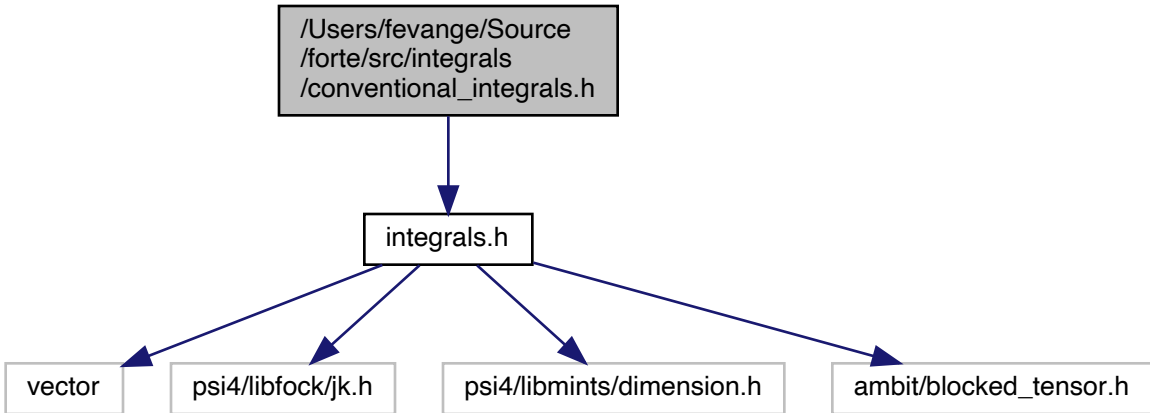 /Users/fevange/Source
/forte/src/integrals
/conventional_integrals.h
integrals.h
vector
psi4/libfock/jk.h
psi4/libmints/dimension.h
ambit/blocked_tensor.h